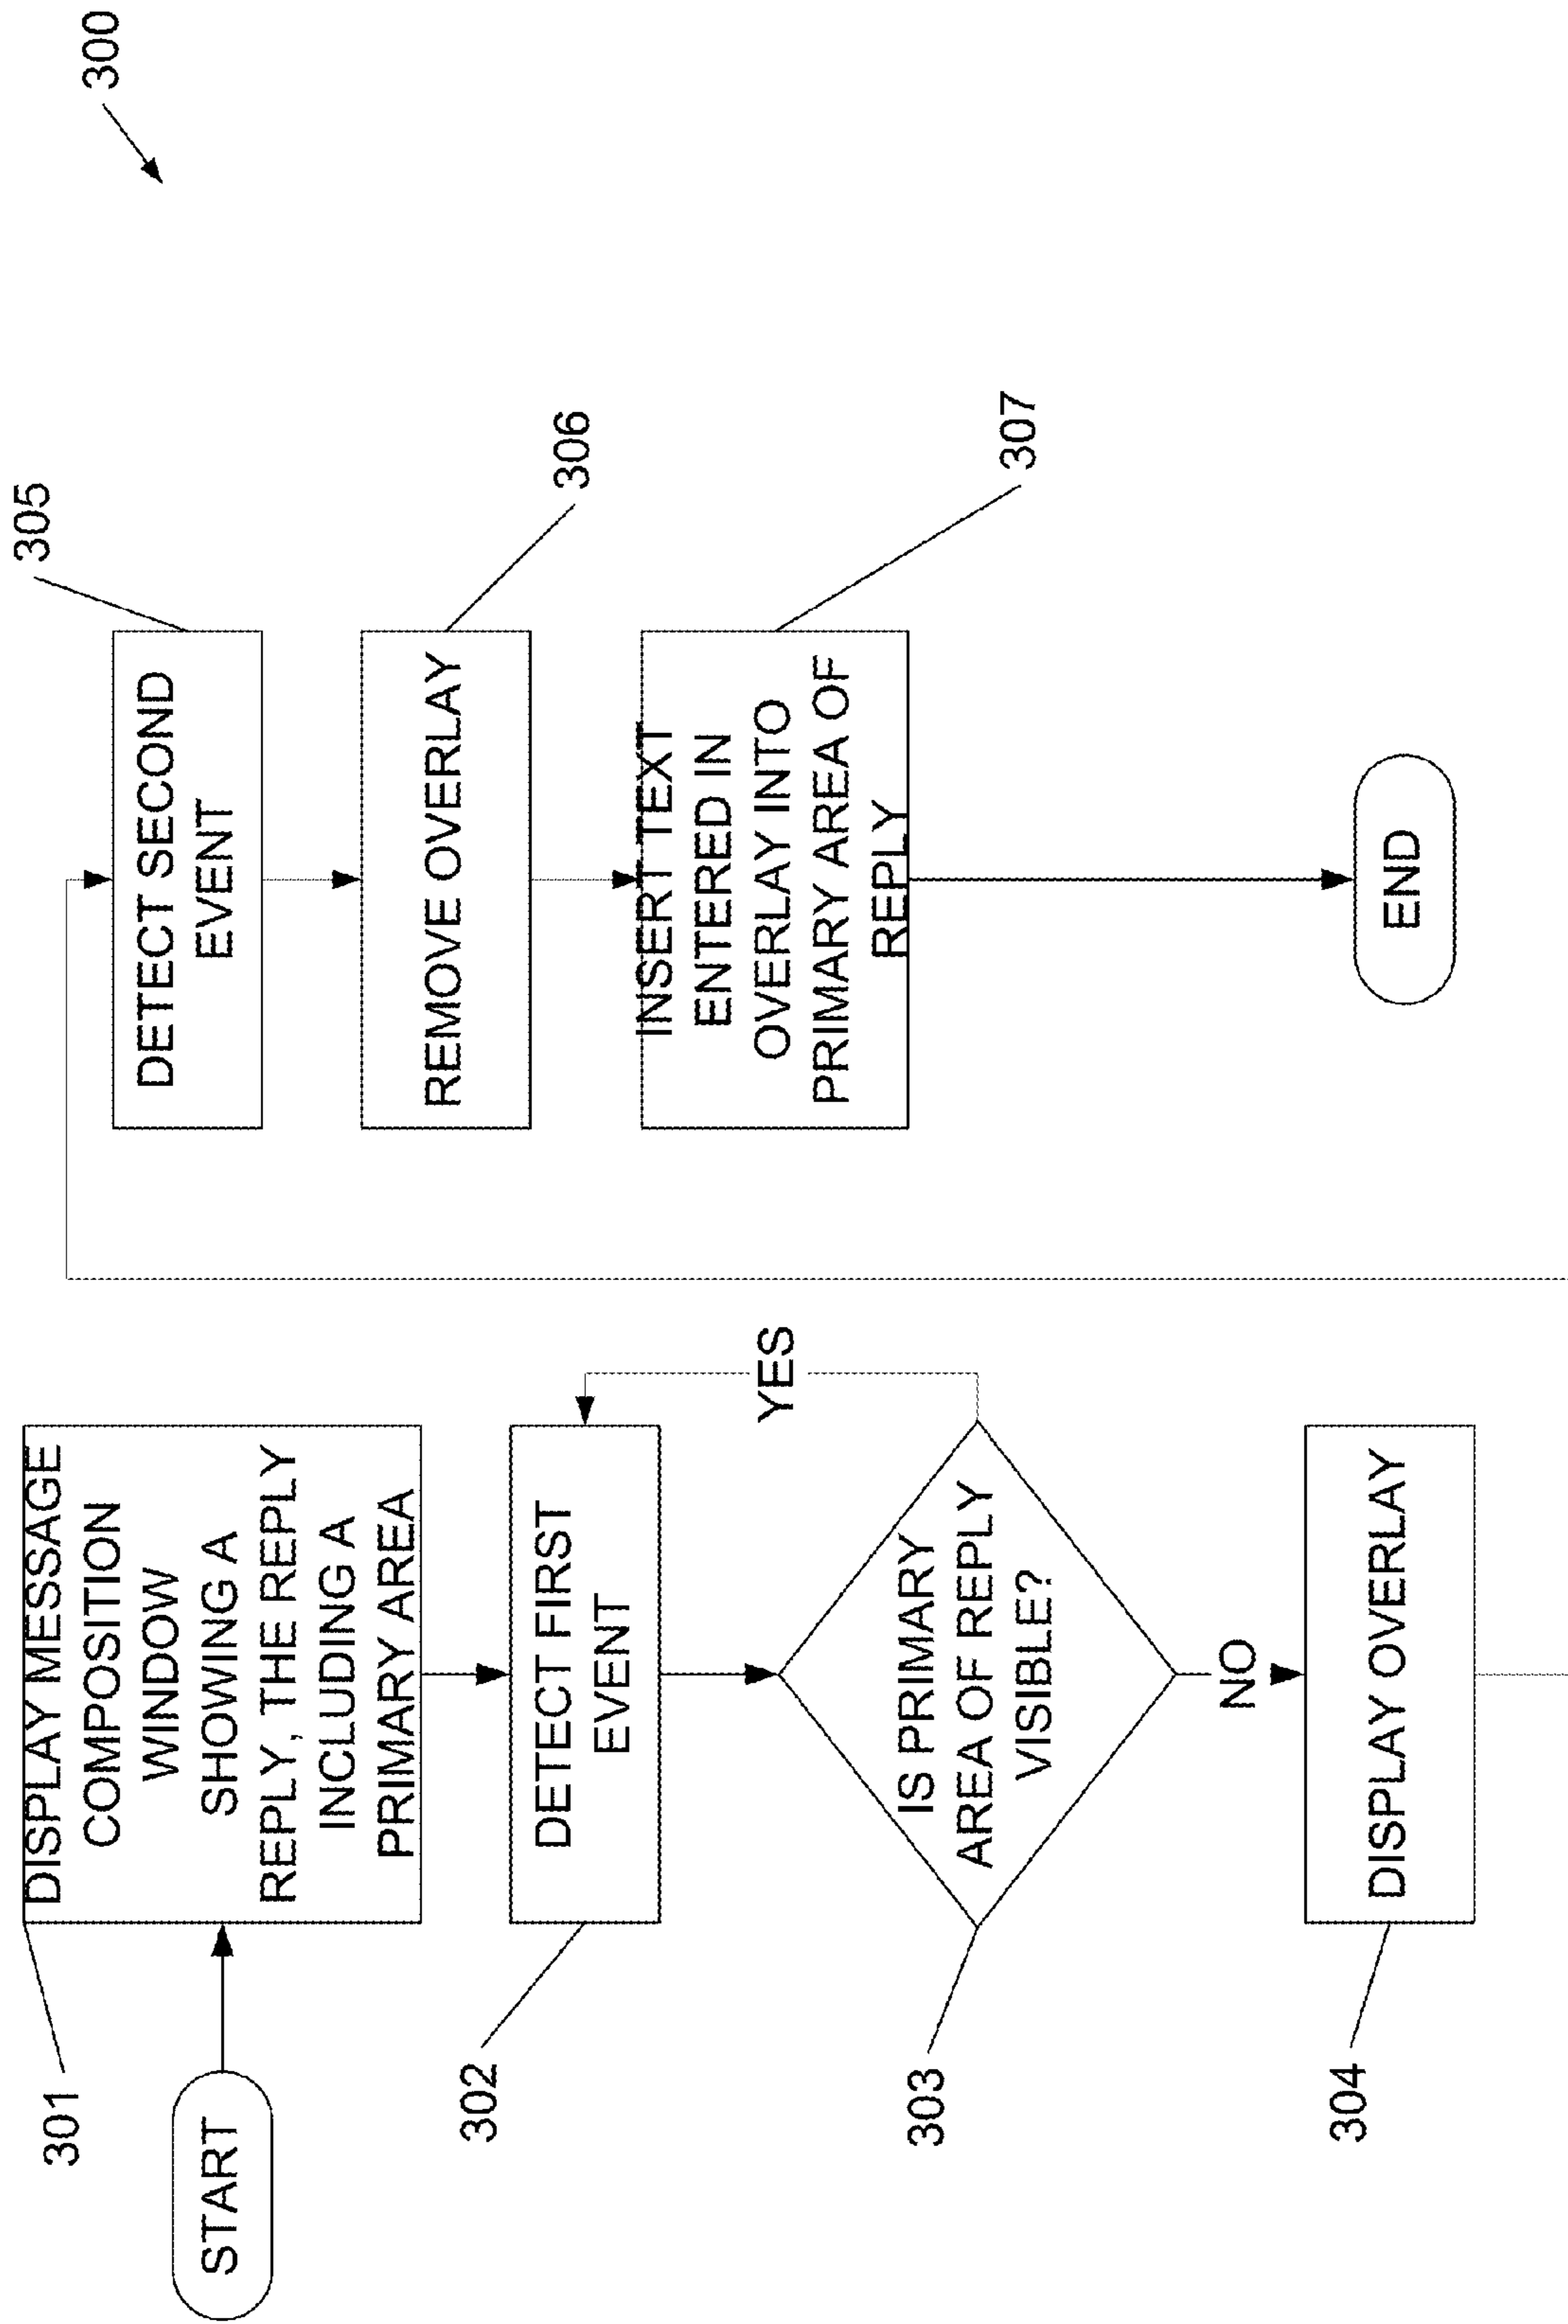 300
START
301
DISPLAY MESSAGE
COMPOSITION
WINDOW
SHOWING A
REPLY, THE REPLY
INCLUDING A
PRIMARY AREA
302
DETECT FIRST
EVENT
303
IS PRIMARY
AREA OF REPLY
VISIBLE?
YES
NO
304
DISPLAY OVERLAY
305
DETECT SECOND
EVENT
306
REMOVE OVERLAY
307
INSERT TEXT
ENTERED IN
OVERLAY INTO
PRIMARY AREA OF
REPLY
END